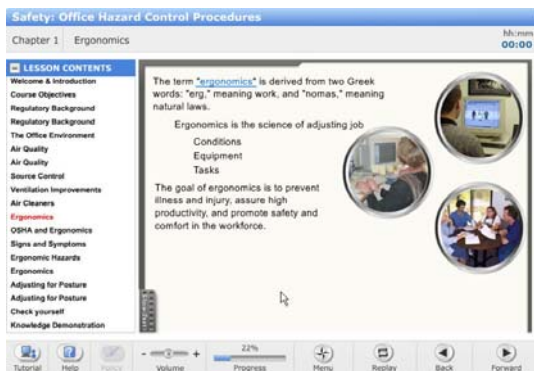 Safety: Office Hazard Control Procedures
Chapter 1 Ergonomics
hh:mm
00:00
LESSON CONTENTS
Welcome & Introduction
Course Objectives
Regulatory Background
Regulatory Background
The Office Environment
Air Quality
Air Quality
Source Control
Ventilation Improvements
Air Cleaners
Ergonomics
OSHA and Ergonomics
Signs and Symptoms
Ergonomic Hazards
Ergonomics
Adjusting for Posture
Adjusting for Posture
Check yourself
Knowledge Demonstration
The term "ergonomics" is derived from two Greek
words: "erg," meaning work, and "nomas," meaning
natural laws.
Ergonomics is the science of adjusting job
Conditions
Equipment
Tasks
The goal of ergonomics is to prevent
illness and injury, assure high
productivity, and promote safety and
comfort in the workforce.
- +
22%
Tutorial Help Volume Progress Menu Replay Back Forward